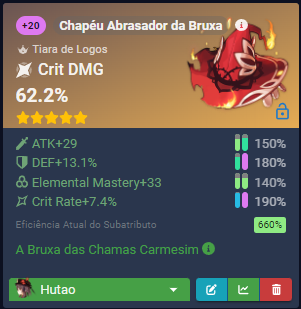 +20 Chapéu Abrasador da Bruxa
Tiara de Logos
Crit DMG
62.2%
ATK+29 150%
DEF+13.1% 180%
Elemental Mastery+33 140%
Crit Rate+7.4% 190%
Eficiência Atual do Subatributo 660%
A Bruxa das Chamas Carmesim
Hutao